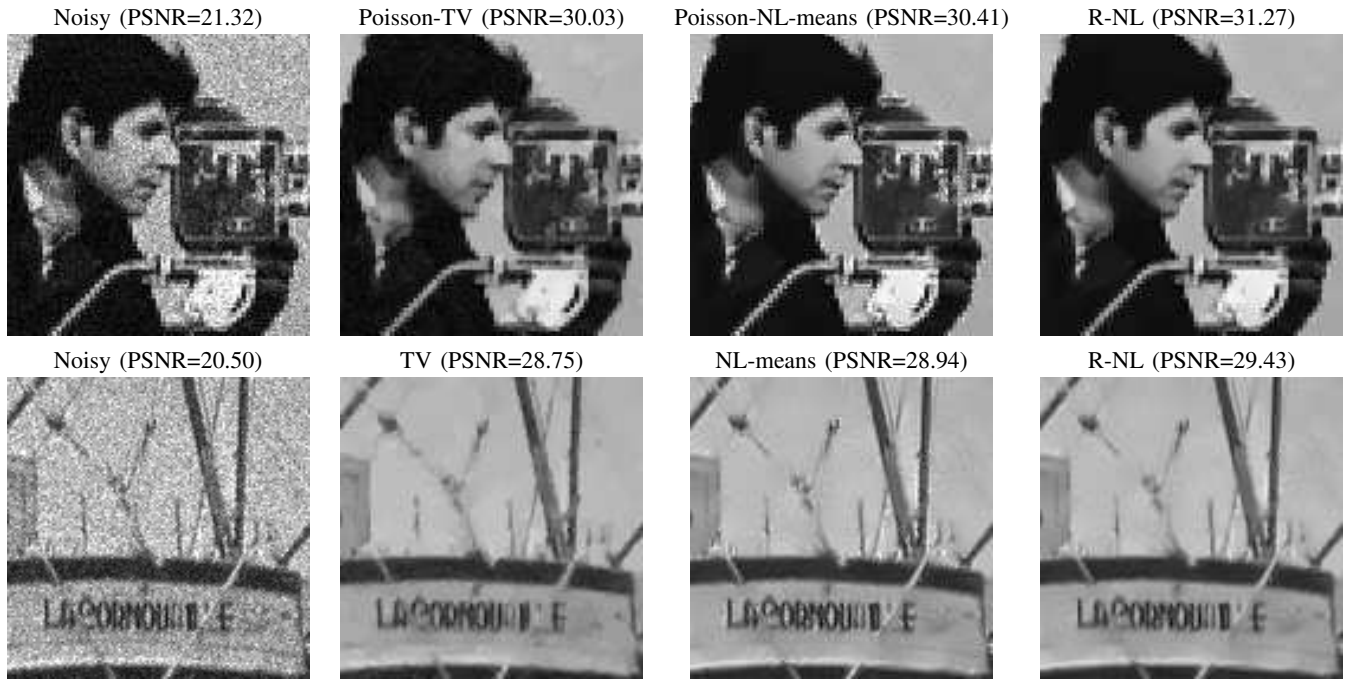 Noisy (PSNR=21.32) Poisson-TV (PSNR=30.03) Poisson-NL-means (PSNR=30.41) R-NL (PSNR=31.27)
Noisy (PSNR=20.50) TV (PSNR=28.75) NL-means (PSNR=28.94) R-NL (PSNR=29.43)